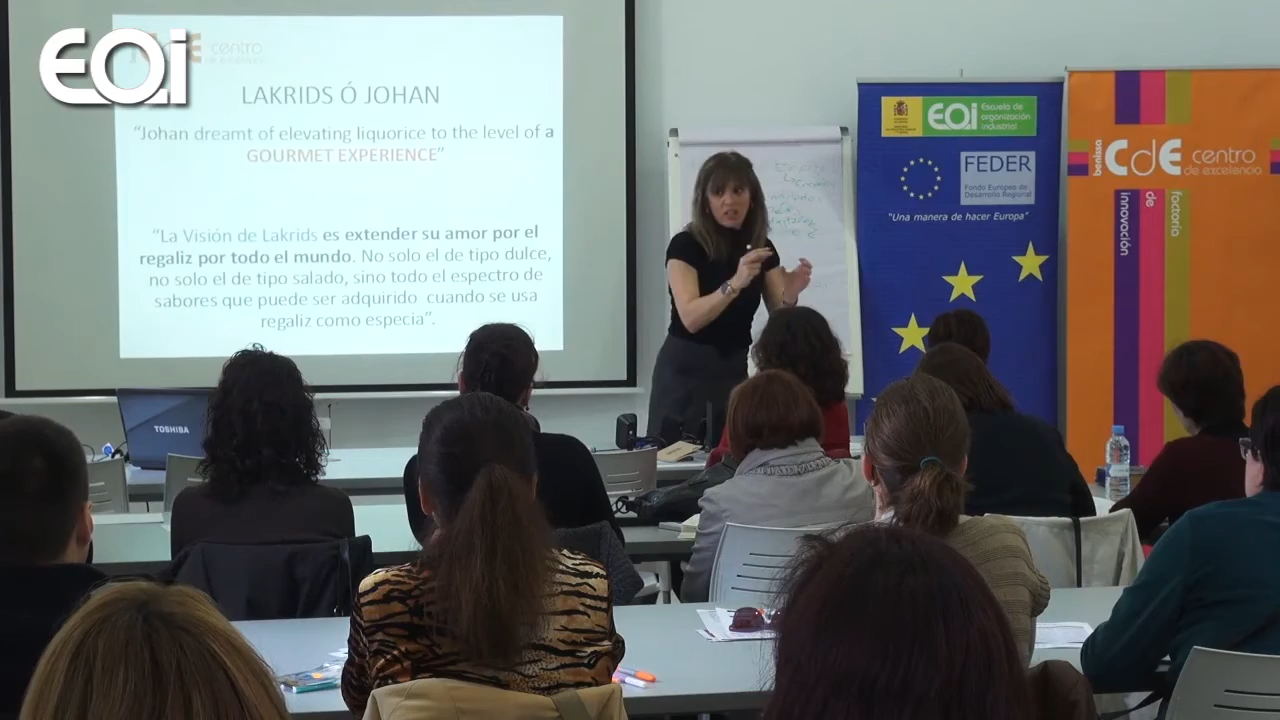 EOi
CdE centro
de excelencia
LAKRIDS Ó JOHAN
“Johan dreamt of elevating liquorice to the level of a
GOURMET EXPERIENCE”
“La Visión de Lakrids es extender su amor por el
regaliz por todo el mundo. No solo el de tipo dulce,
no solo el de tipo salado, sino todo el espectro de
sabores que puede ser adquirido cuando se usa
regaliz como especia”.
TOSHIBA
EOi Escuela de
organización
industrial
FEDER
Fondo Europeo de
Desarrollo Regional
“Una manera de hacer Europa”
benissa
CdE centro
de excelencia
factoría
de
innovación